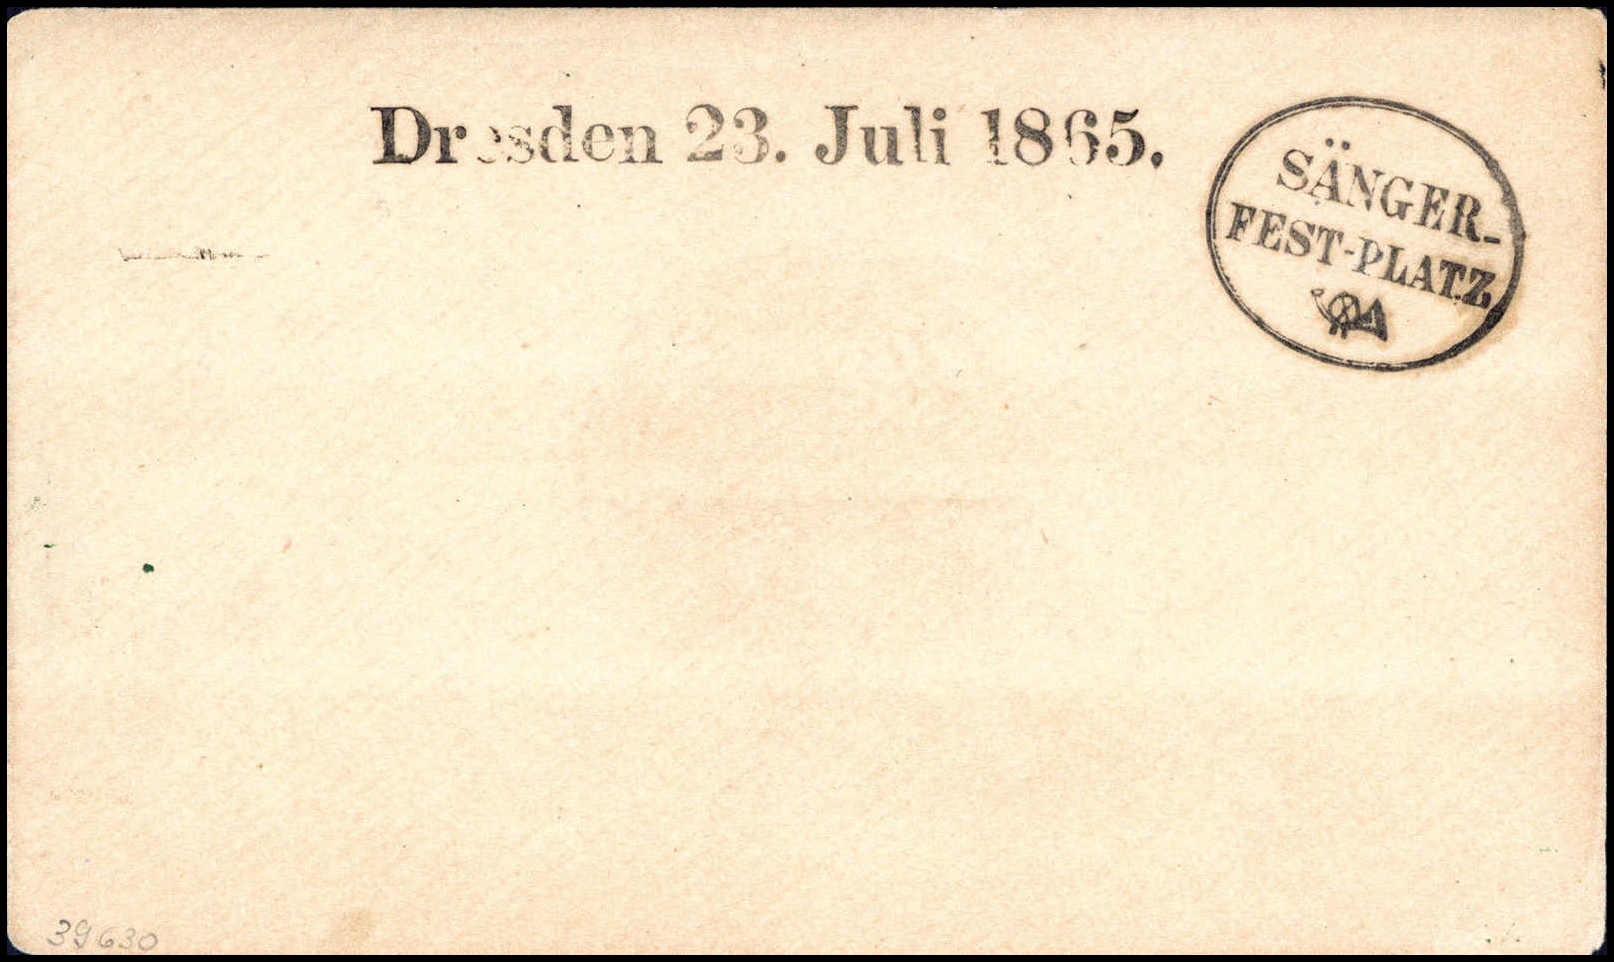 Dresden 23. Juli 1865.
SÄNGER-
FEST-PLATZ
39630